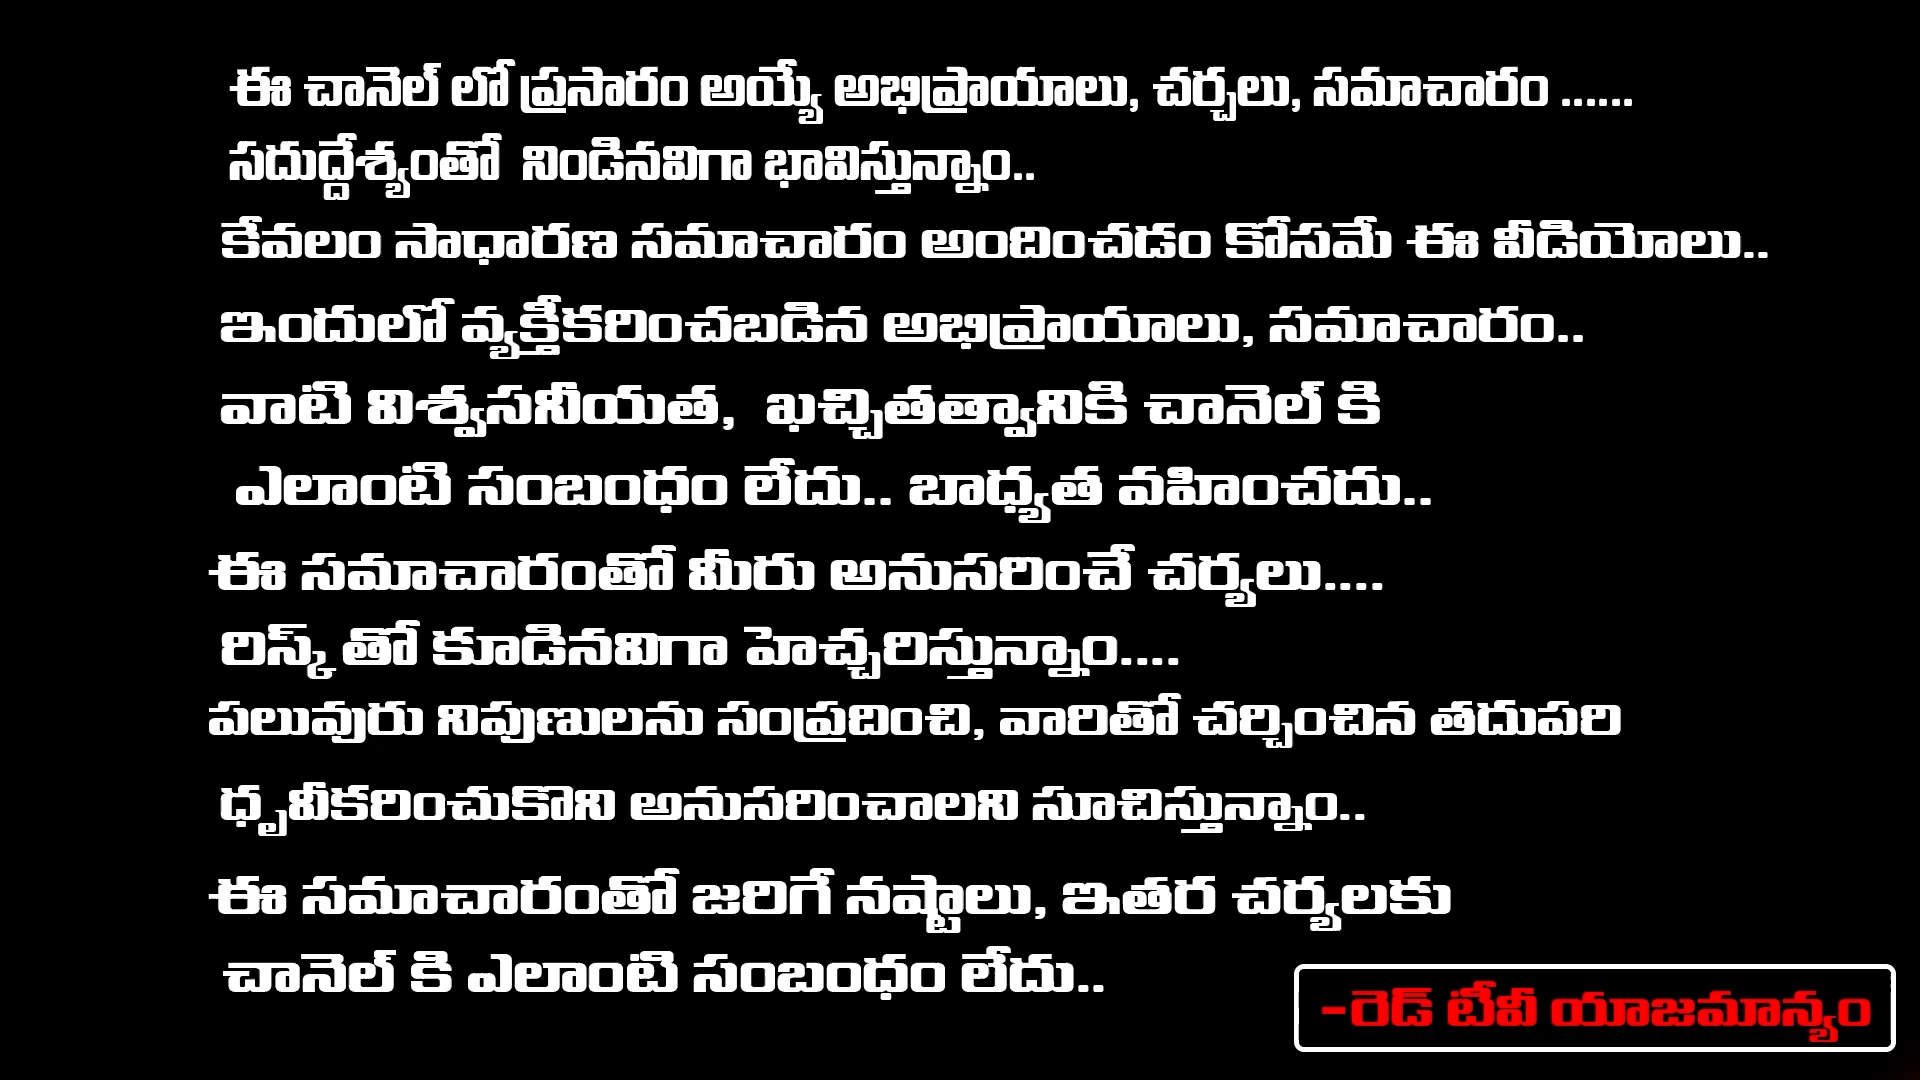 ఈ చానెల్ లో ప్రసారం అయ్యే అభిప్రాయాలు, చర్చలు, సమాచారం ......
సదుద్దేశ్యంతో నిండినవిగా భావిస్తున్నాం..
కేవలం సాధారణ సమాచారం అందించడం కోసమే ఈ వీడియోలు..
ఇందులో వ్యక్తీకరించబడిన అభిప్రాయాలు, సమాచారం..
వాటి విశ్వసనీయత, ఖచ్చితత్వానికి చానెల్ కి
ఎలాంటి సంబంధం లేదు.. బాధ్యత వహించదు..
ఈ సమాచారంతో మీరు అనుసరించే చర్యలు....
రిస్క్ తో కూడినవిగా హెచ్చరిస్తున్నాం....
పలువురు నిపుణులను సంప్రదించి, వారితో చర్చించిన తదుపరి
ధృవీకరించుకొని అనుసరించాలని సూచిస్తున్నాం..
ఈ సమాచారంతో జరిగే నష్టాలు, ఇతర చర్యలకు
చానెల్ కి ఎలాంటి సంబంధం లేదు..
-రెడ్ టీవీ యాజమాన్యం